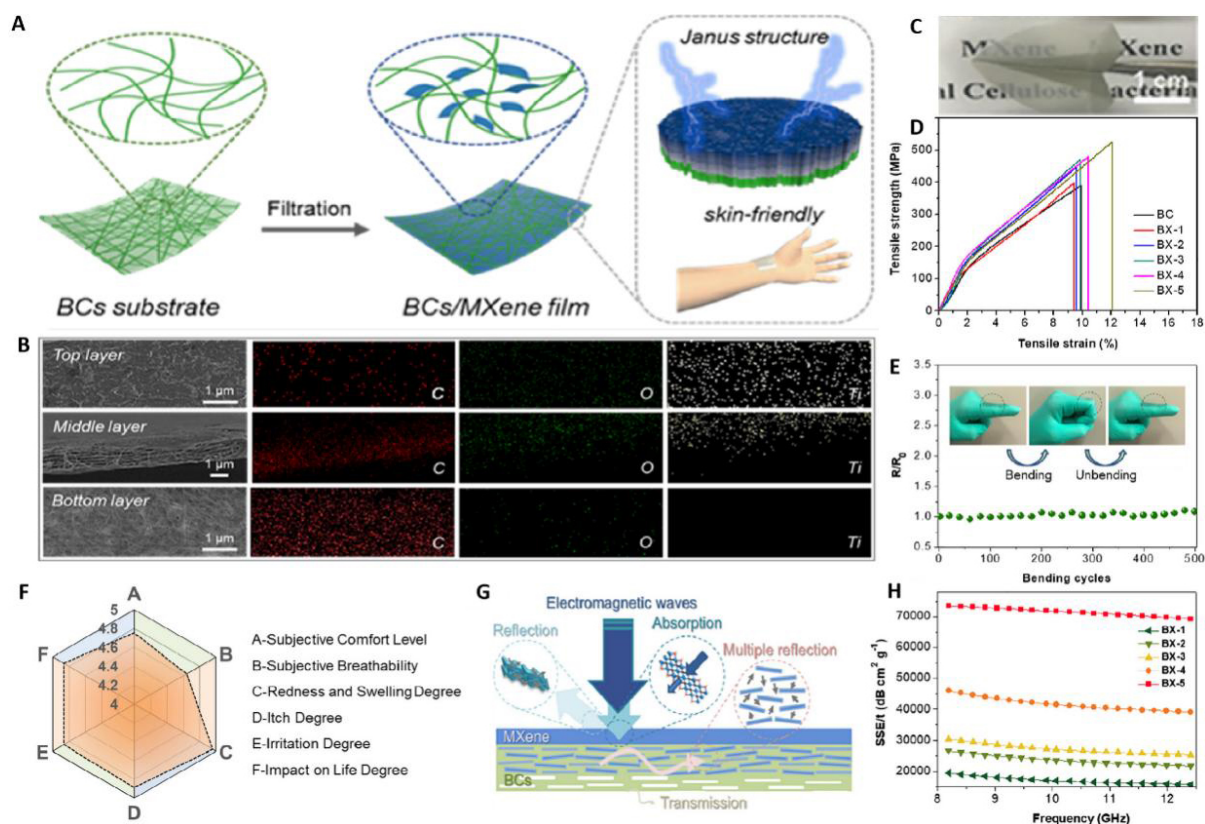 A
Janus structure
Filtration
skin-friendly
BCs substrate
BCs/MXene film
B
Top layer
1 µm
C
O
Ti
Middle layer
1 µm
C
O
Ti
Bottom layer
1 µm
C
O
Ti
C
MXene Xene
al Cellulose Bacteria
1 cm
D
Tensile strength (MPa)
500
400
300
200
100
0
BC
BX-1
BX-2
BX-3
BX-4
BX-5
0 2 4 6 8 10 12 14 16 18
Tensile strain (%)
E
R/R0
3.5
3.0
2.5
2.0
1.5
1.0
0.5
Bending
Unbending
0 100 200 300 400 500
Bending cycles
F
A
5
4.8
4.6
4.4
4.2
4
B
C
D
E
F
A-Subjective Comfort Level
B-Subjective Breathability
C-Redness and Swelling Degree
D-Itch Degree
E-Irritation Degree
F-Impact on Life Degree
G
Electromagnetic waves
Reflection
Absorption
Multiple reflection
MXene
BCs
Transmission
H
SSE/t (dB cm² g⁻¹)
70000
60000
50000
40000
30000
20000
BX-1
BX-2
BX-3
BX-4
BX-5
8 9 10 11 12
Frequency (GHz)